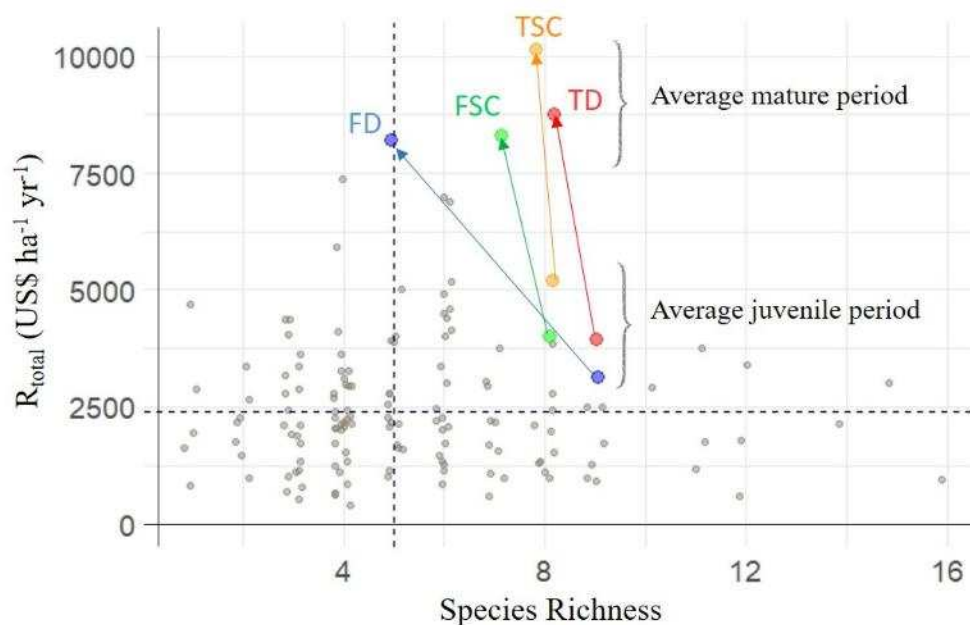 TSC
10000
Average mature period
FSC
TD
FD
7500
R_total (US$ ha⁻¹ yr⁻¹)
5000
Average juvenile period
2500
0
4 8 12 16
Species Richness